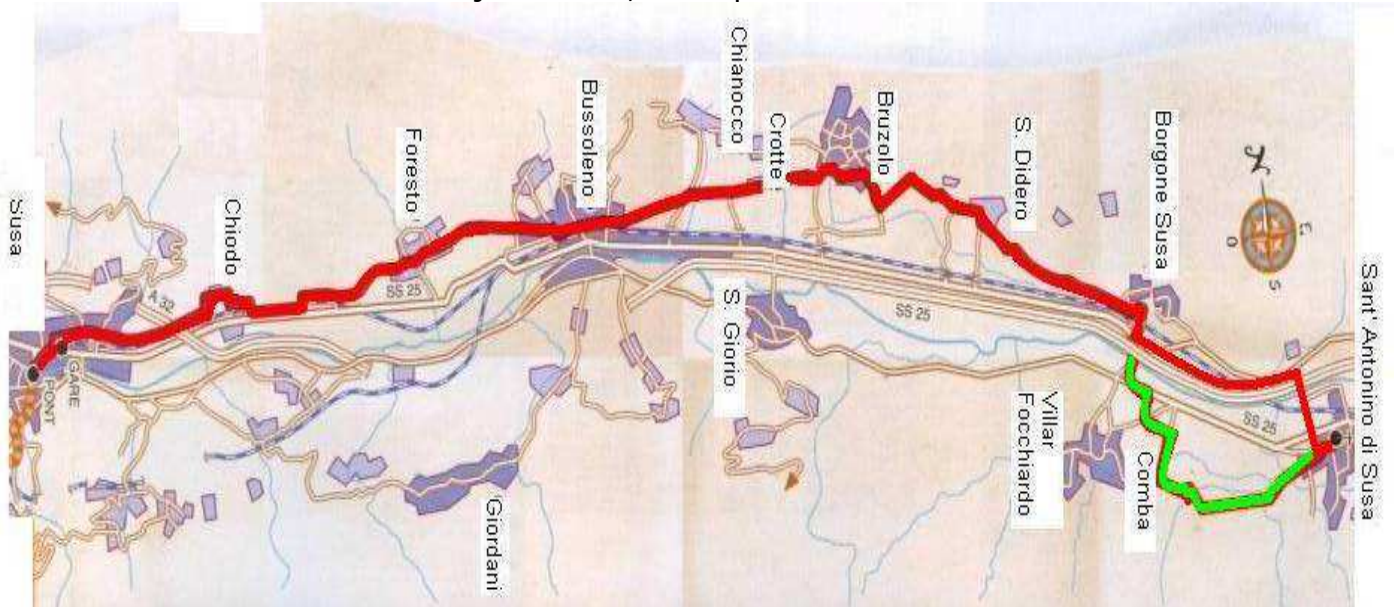 Chianocco
Crotte
Bruzolo
S. Didero
Borgone Susa
Bussoleno
Foresto
Chiodo
Susa
A 32
SS 25
GARE
PONT
S. Giorio
SS 25
Villar
Focchiardo
Comba
Giordani
SS 25
Sant' Antonino di Susa
N
E
S
O